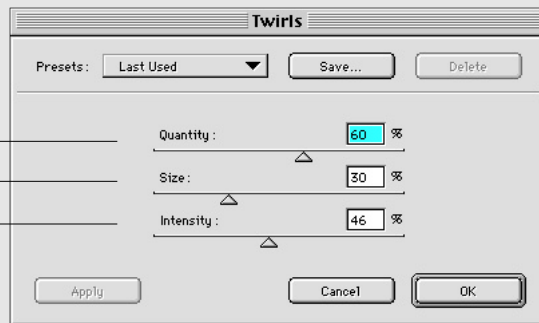 Twirls
Presets: Last Used Save... Delete
Quantity: 60 %
Size: 30 %
Intensity: 46 %
Apply Cancel OK